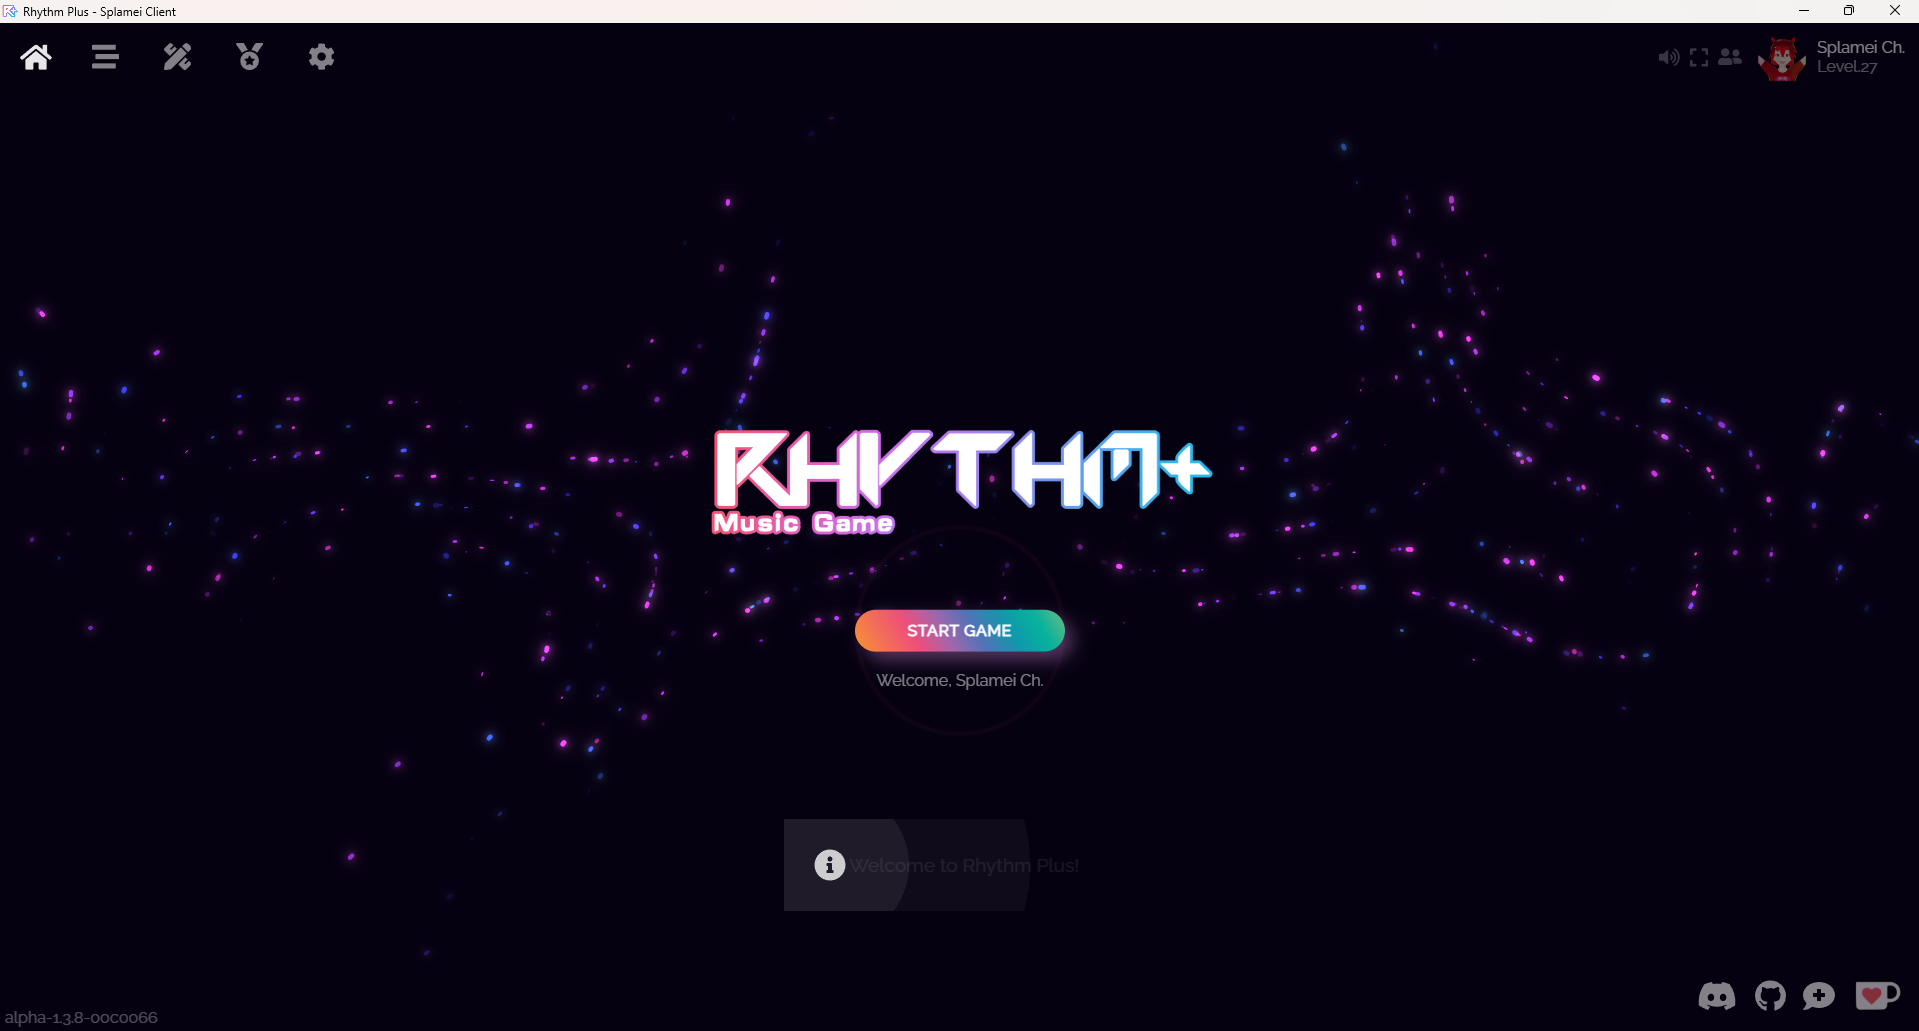 Rhythm Plus - Splamei Client
Splamei Ch.
Level.27
RHYTHM+
Music Game
START GAME
Welcome, Splamei Ch.
Welcome to Rhythm Plus!
alpha-1.3.8-00c0066